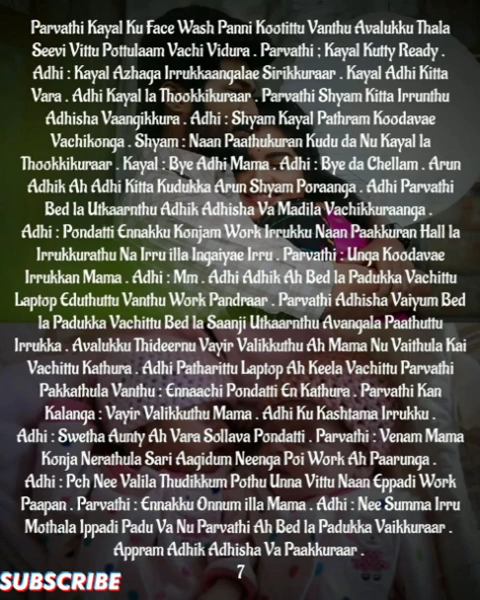 Parvathi Kayal Ku Face Wash Panni Kootittu Vanthu Avalukku Thala
Seevi Vittu Pottulaam Vachi Vidura . Parvathi ; Kayal Kutty Ready .
Adhi : Kayal Azhaga Irrukkaangalae Sirikkuraar . Kayal Adhi Kitta
Vara . Adhi Kayal la Thookkikuraar . Parvathi Shyam Kitta Irrunthu
Adhisha Vaangikkura . Adhi : Shyam Kayal Pathram Koodavae
Vachikonga . Shyam : Naan Paathukuran Kudu da Nu Kayal la
Thookkikuraar . Kayal : Bye Adhi Mama . Adhi : Bye da Chellam . Arun
Adhik Ah Adhi Kitta Kudukka Arun Shyam Poraanga . Adhi Parvathi
Bed la Utkaarnthu Adhik Adhisha Va Madila Vachikkuraanga .
Adhi : Pondatti Ennakku Konjam Work Irrukku Naan Paakkuran Hall la
Irrukkurathu Na Irru illa Ingaiyae Irru . Parvathi : Unga Koodavae
Irrukkan Mama . Adhi : Mm . Adhi Adhik Ah Bed la Padukka Vachittu
Laptop Eduthuttu Vanthu Work Pandraar . Parvathi Adhisha Vaiyum Bed
la Padukka Vachittu Bed la Saanji Utkaarnthu Avangala Paathuttu
Irrukka . Avalukku Thideernu Vayir Valikkuthu Ah Mama Nu Vaithula Kai
Vachittu Kathura . Adhi Patharittu Laptop Ah Keela Vachittu Parvathi
Pakkathula Vanthu : Ennaachi Pondatti En Kathura . Parvathi Kan
Kalanga : Vayir Valikkuthu Mama . Adhi Ku Kashtama Irrukku .
Adhi : Swetha Aunty Ah Vara Sollava Pondatti . Parvathi : Venam Mama
Konja Nerathula Sari Aagidum Neenga Poi Work Ah Paarunga .
Adhi : Pch Nee Valila Thudikkum Pothu Unna Vittu Naan Eppadi Work
Paapan . Parvathi : Ennakku Onnum illa Mama . Adhi : Nee Summa Irru
Mothala Ippadi Padu Va Nu Parvathi Ah Bed la Padukka Vaikkuraar .
Appram Adhik Adhisha Va Paakkuraar .
7
SUBSCRIBE